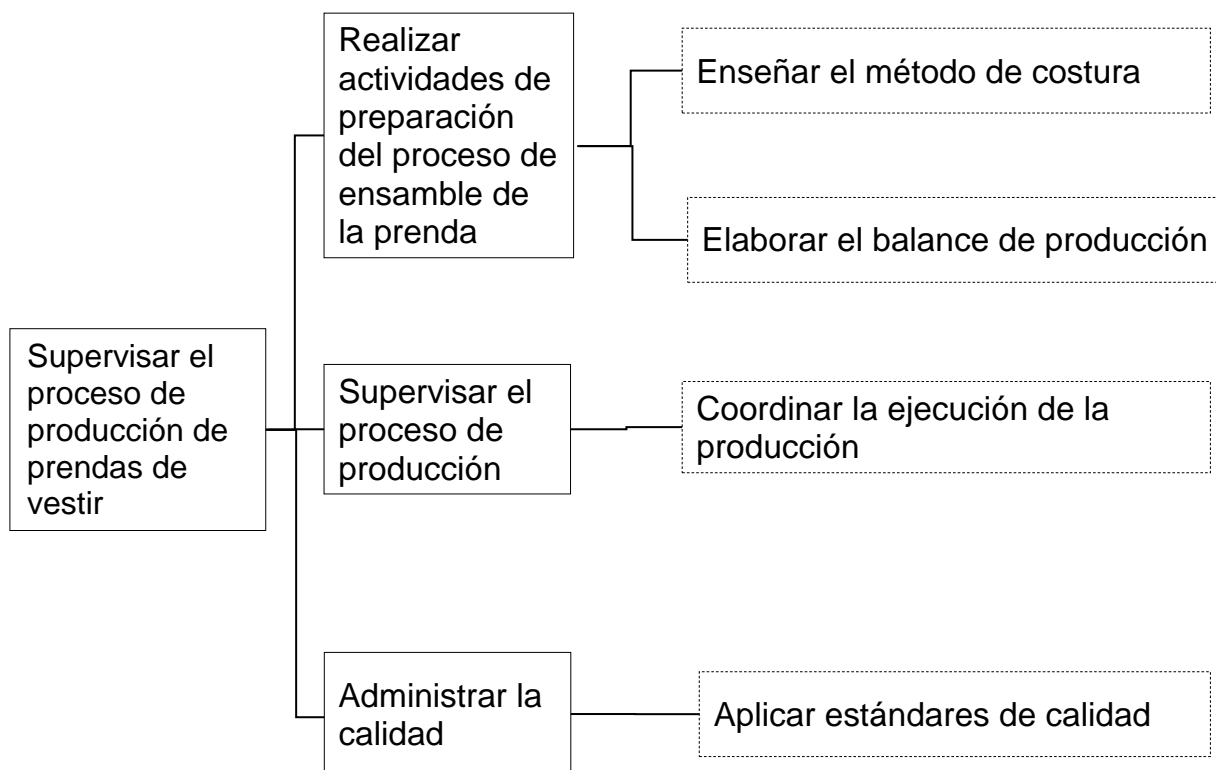 Realizar
actividades de
preparación
del proceso de
ensamble de
la prenda
Enseñar el método de costura
Elaborar el balance de producción
Supervisar el
proceso de
producción de
prendas de
vestir
Supervisar el
proceso de
producción
Coordinar la ejecución de la
producción
Administrar la
calidad
Aplicar estándares de calidad